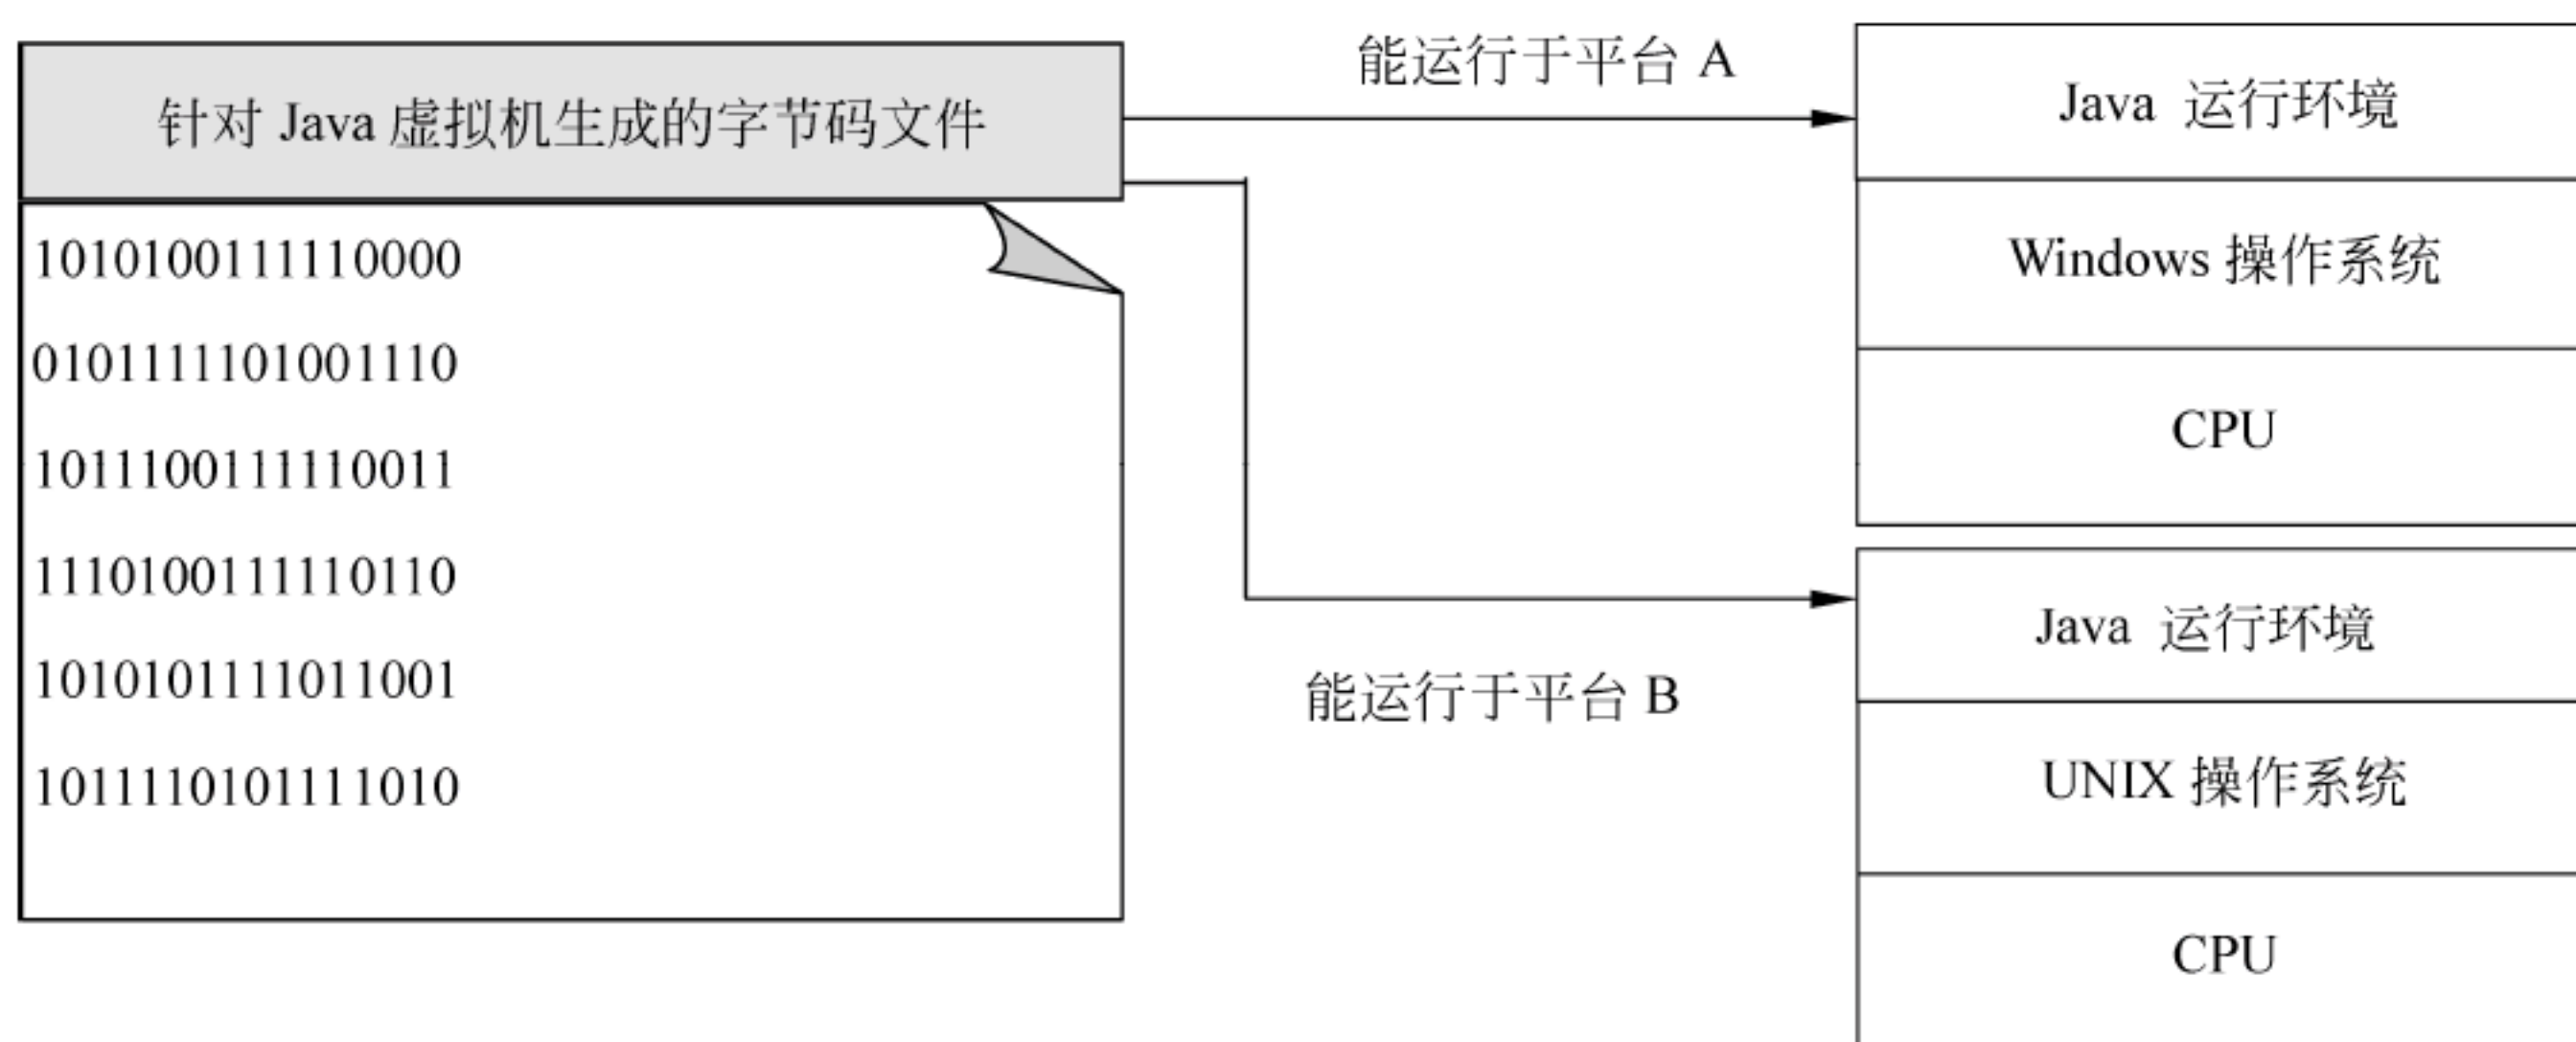 针对 Java 虚拟机生成的字节码文件
1010100111110000
0101111101001110
1011100111110011
1110100111110110
1010101111011001
1011110101111010
能运行于平台 A
Java 运行环境
Windows 操作系统
CPU
能运行于平台 B
Java 运行环境
UNIX 操作系统
CPU